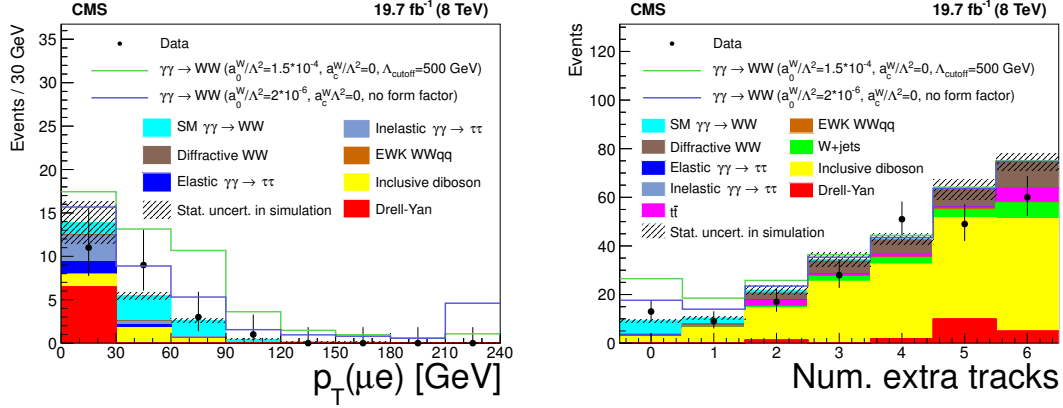 CMS 19.7 fb⁻¹ (8 TeV)
Events / 30 GeV
35
30
25
20
15
10
5
0
Data
γγ → WW (a₀ᵂ/Λ²=1.5*10⁻⁴, a_cᵂ/Λ²=0, Λcutoff=500 GeV)
γγ → WW (a₀ᵂ/Λ²=2*10⁻⁶, a_cᵂ/Λ²=0, no form factor)
SM γγ → WW Inelastic γγ → ττ
Diffractive WW EWK WWqq
Elastic γγ → ττ Inclusive diboson
Stat. uncert. in simulation Drell-Yan
0 30 60 90 120 150 180 210 240
p_T(μe) [GeV]
CMS 19.7 fb⁻¹ (8 TeV)
Events
120
100
80
60
40
20
0
Data
γγ → WW (a₀ᵂ/Λ²=1.5*10⁻⁴, a_cᵂ/Λ²=0, Λcutoff=500 GeV)
γγ → WW (a₀ᵂ/Λ²=2*10⁻⁶, a_cᵂ/Λ²=0, no form factor)
SM γγ → WW EWK WWqq
Diffractive WW W+jets
Elastic γγ → ττ Inclusive diboson
Inelastic γγ → ττ Drell-Yan
tt̄
Stat. uncert. in simulation
0 1 2 3 4 5 6
Num. extra tracks